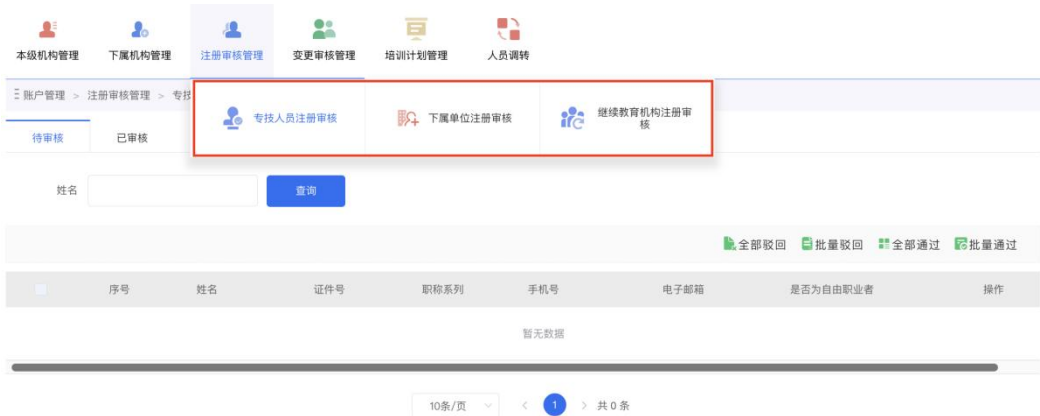 本级机构管理 下属机构管理 注册审核管理 变更审核管理 培训计划管理 人员调转
账户管理 > 注册审核管理 > 专技
专技人员注册审核 下属单位注册审核 继续教育机构注册审
核
待审核 已审核
姓名 查询
全部驳回 批量驳回 全部通过 批量通过
序号 姓名 证件号 职称系列 手机号 电子邮箱 是否为自由职业者 操作
暂无数据
10条/页 < 1 > 共 0 条